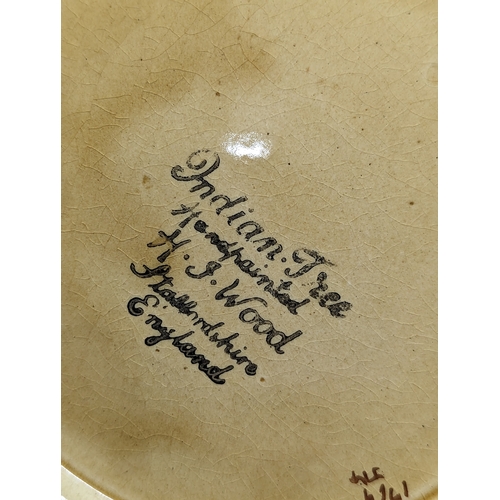 Indian Tree
Handpainted
H. J. Wood
Staffordshire
England